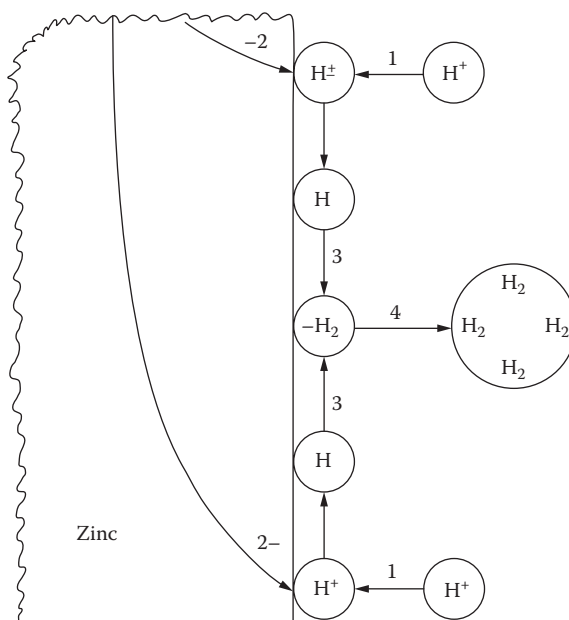 –2
H± 1 H+
H
3
–H₂ 4 H₂ H₂ H₂ H₂
3
H
Zinc 2–
H⁺ 1 H⁺